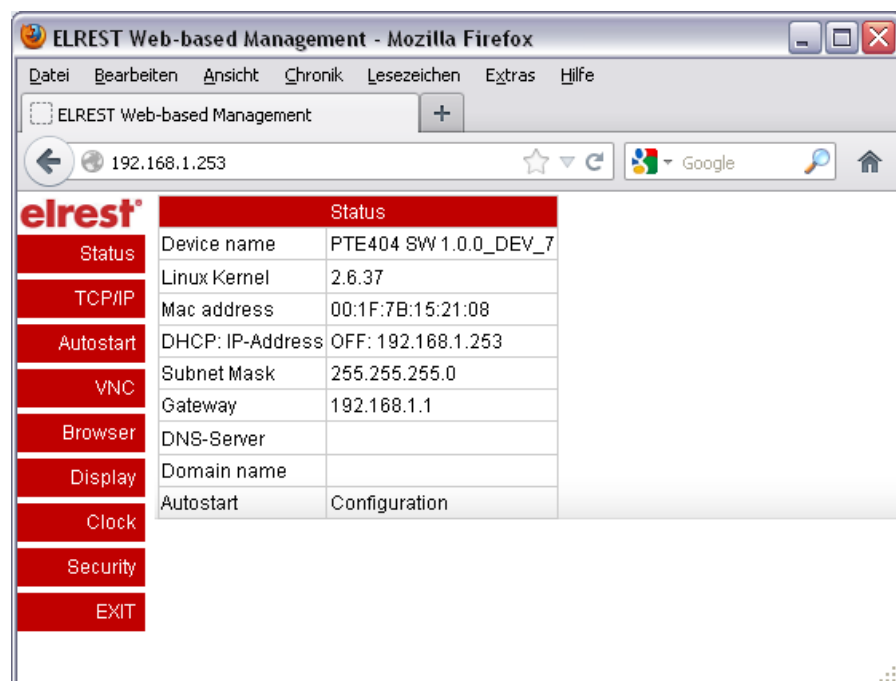 ELREST Web-based Management - Mozilla Firefox
Datei Bearbeiten Ansicht Chronik Lesezeichen Extras Hilfe
ELREST Web-based Management
192.168.1.253 Google
elrest
Status
TCP/IP
Autostart
VNC
Browser
Display
Clock
Security
EXIT
Status
Device name PTE404 SW 1.0.0_DEV_7
Linux Kernel 2.6.37
Mac address 00:1F:7B:15:21:08
DHCP: IP-Address OFF: 192.168.1.253
Subnet Mask 255.255.255.0
Gateway 192.168.1.1
DNS-Server
Domain name
Autostart Configuration